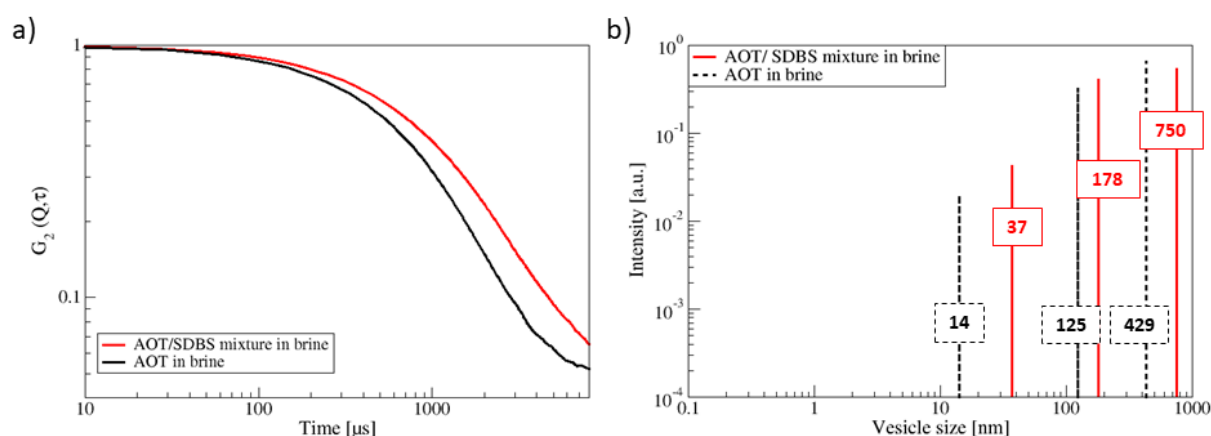 a)
1
0.1
G2 (Q,τ)
AOT/SDBS mixture in brine
AOT in brine
10
100
1000
Time [μs]
b)
10^0
10^-1
10^-2
10^-3
10^-4
Intensity [a.u.]
AOT/ SDBS mixture in brine
AOT in brine
750
178
37
14
125
429
0.1
1
10
100
1000
Vesicle size [nm]